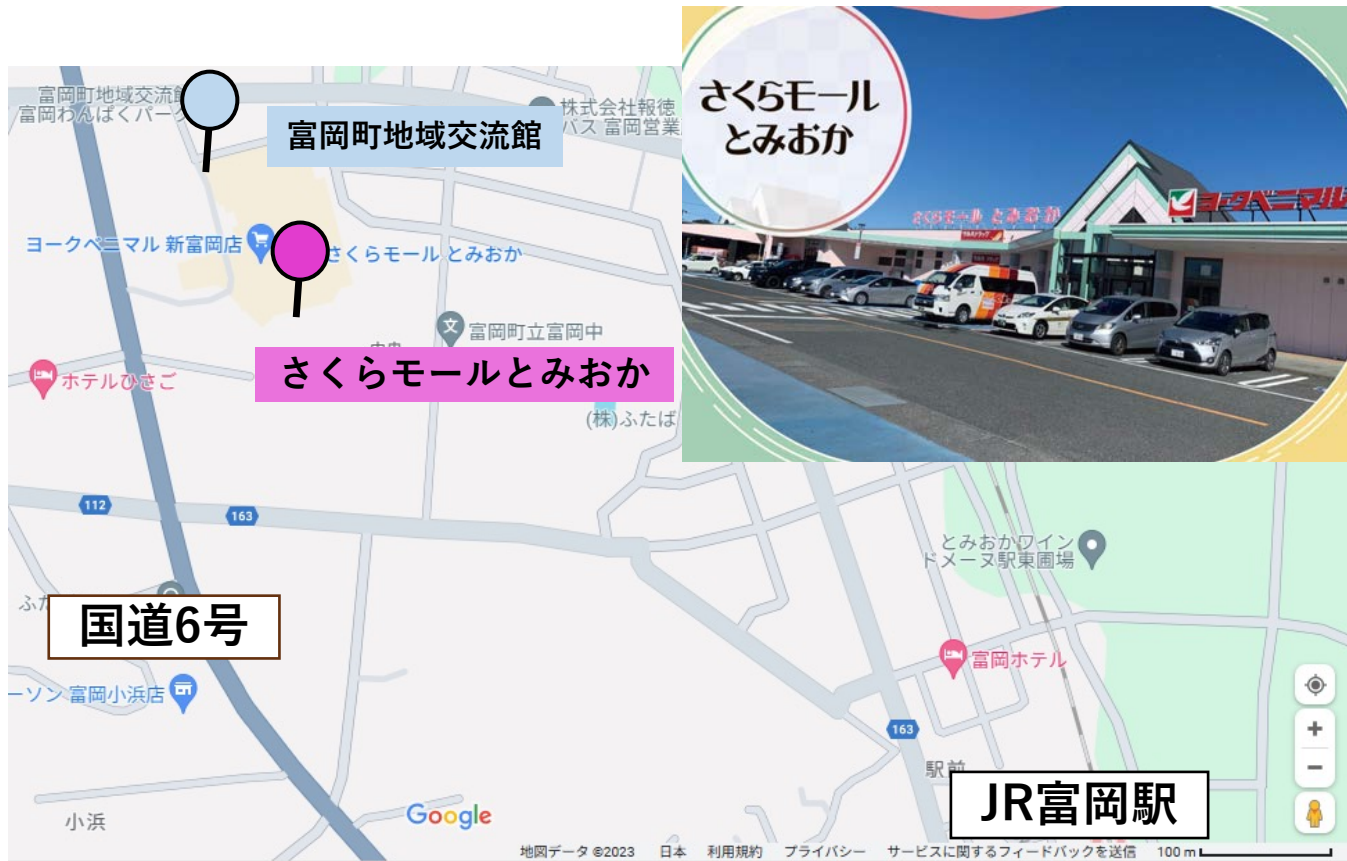 富岡町地域交流館
富岡わんぱくパーク
富岡町地域交流館
株式会社報徳
バス 富岡営業
さくらモール
とみおか
さくらモール とみおか
ヨークベニマル
ヨークベニマル 新富岡店
さくらモール とみおか
富岡町立富岡中
ホテルひさご
さくらモールとみおか
(株)ふたば
112
163
とみおかワイン
ドメーヌ駅東圃場
国道6号
富岡ホテル
ーソン 富岡小浜店
163
駅前
JR富岡駅
小浜
Google
地図データ ©2023 日本 利用規約 プライバシー サービスに関するフィードバックを送信 100 m